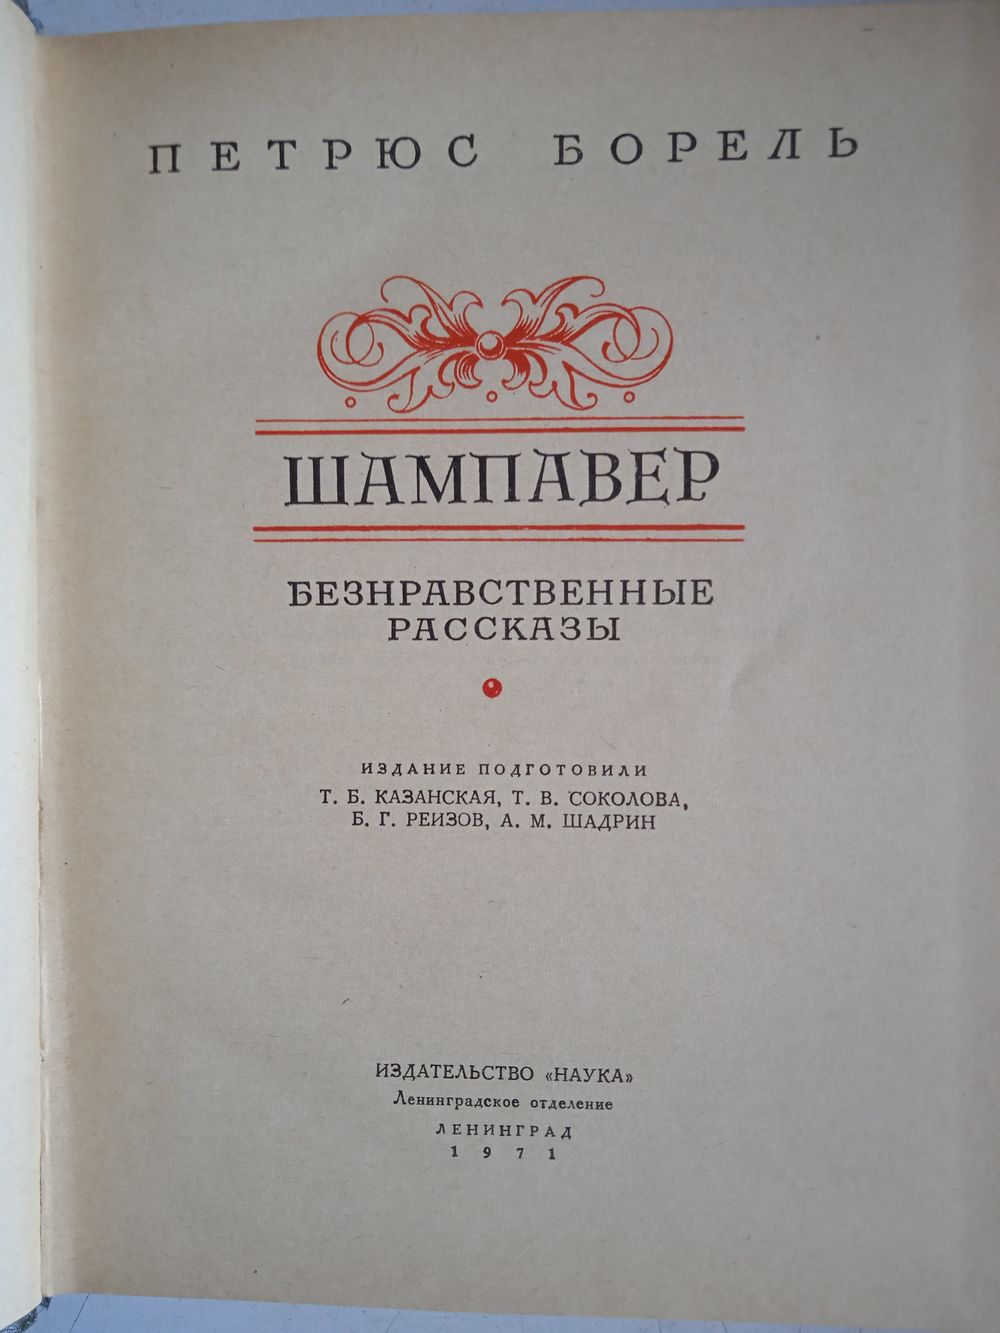 ПЕТРЮС БОРЕЛЬ
ШАМПАВЕР
БЕЗНРАВСТВЕННЫЕ
РАССКАЗЫ
ИЗДАНИЕ ПОДГОТОВИЛИ
Т. Б. КАЗАНСКАЯ, Т. В. СОКОЛОВА,
Б. Г. РЕИЗОВ, А. М. ШАДРИН
ИЗДАТЕЛЬСТВО «НАУКА»
Ленинградское отделение
ЛЕНИНГРАД
1971